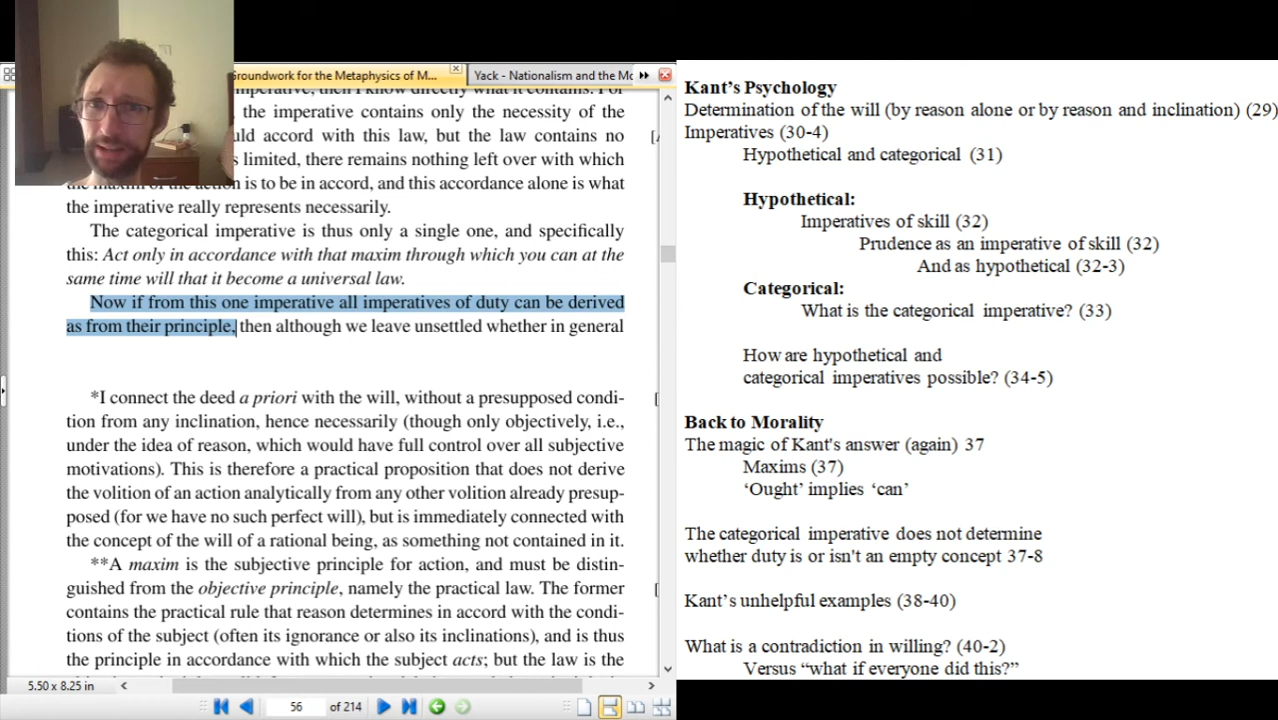 Groundwork for the Metaphysics of M...
Yack - Nationalism and the Mo
imperative, then I know directly what it contains. For
the imperative contains only the necessity of the
uld accord with this law, but the law contains no
s limited, there remains nothing left over with which
the maxim of the action is to be in accord, and this accordance alone is what
the imperative really represents necessarily.
The categorical imperative is thus only a single one, and specifically
this: Act only in accordance with that maxim through which you can at the
same time will that it become a universal law.
Now if from this one imperative all imperatives of duty can be derived
as from their principle, then although we leave unsettled whether in general
*I connect the deed a priori with the will, without a presupposed condi-
tion from any inclination, hence necessarily (though only objectively, i.e.,
under the idea of reason, which would have full control over all subjective
motivations). This is therefore a practical proposition that does not derive
the volition of an action analytically from any other volition already presup-
posed (for we have no such perfect will), but is immediately connected with
the concept of the will of a rational being, as something not contained in it.
**A maxim is the subjective principle for action, and must be distin-
guished from the objective principle, namely the practical law. The former
contains the practical rule that reason determines in accord with the condi-
tions of the subject (often its ignorance or also its inclinations), and is thus
the principle in accordance with which the subject acts; but the law is the
5.50 x 8.25 in
56
of 214
Kant's Psychology
Determination of the will (by reason alone or by reason and inclination) (29)
Imperatives (30-4)
Hypothetical and categorical (31)
Hypothetical:
Imperatives of skill (32)
Prudence as an imperative of skill (32)
And as hypothetical (32-3)
Categorical:
What is the categorical imperative? (33)
How are hypothetical and
categorical imperatives possible? (34-5)
Back to Morality
The magic of Kant's answer (again) 37
Maxims (37)
‘Ought’ implies ‘can’
The categorical imperative does not determine
whether duty is or isn't an empty concept 37-8
Kant’s unhelpful examples (38-40)
What is a contradiction in willing? (40-2)
Versus “what if everyone did this?”